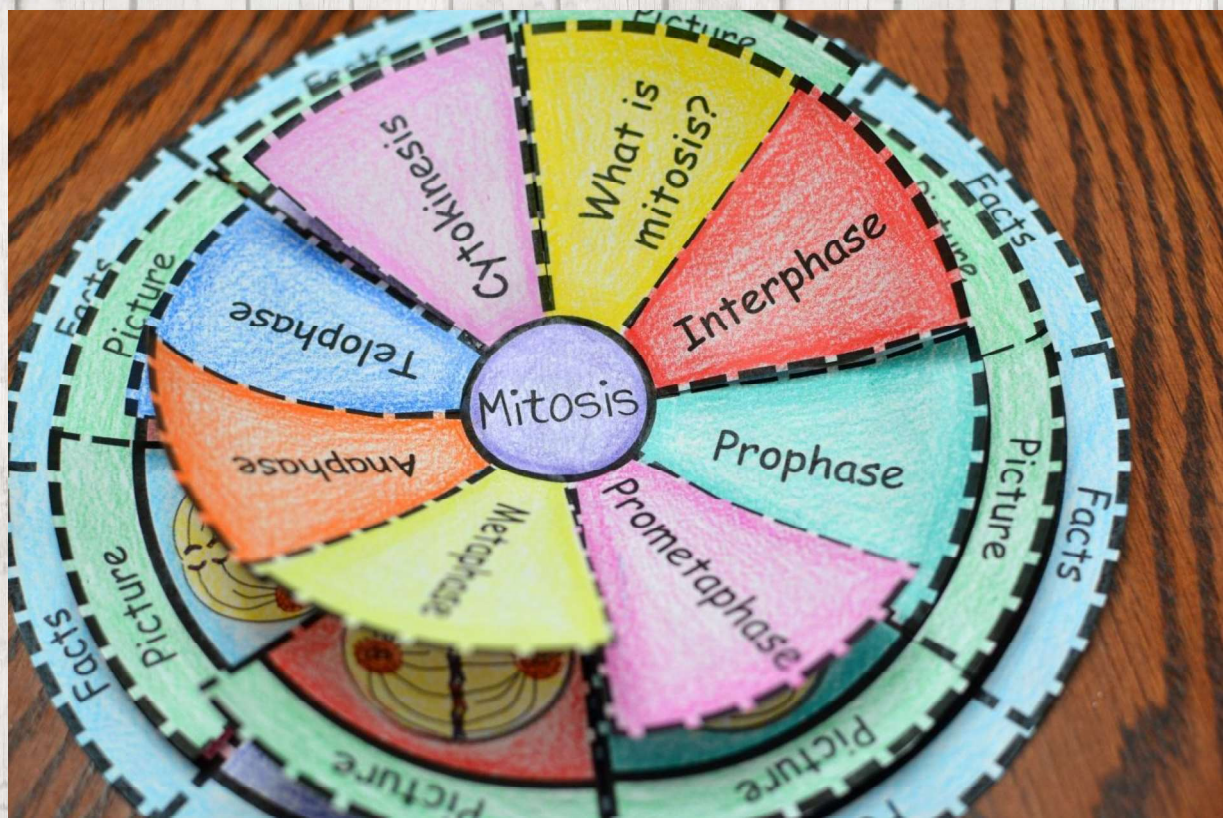 Mitosis
What is
mitosis?
Interphase
Prophase
Prometaphase
Metaphase
Anaphase
Telophase
Cytokinesis
Picture
Picture
Picture
Picture
Picture
Picture
Picture
Facts
Facts
Facts
Facts
Facts